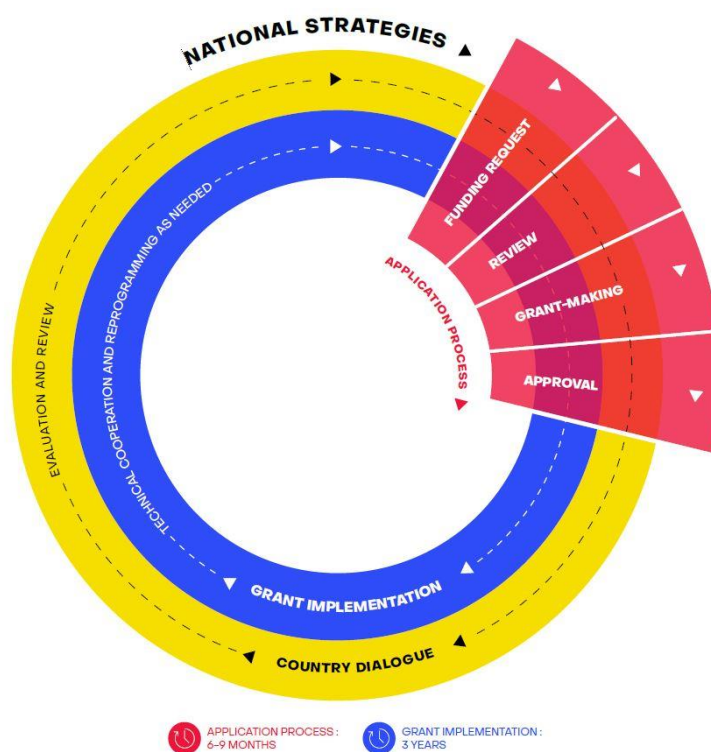 NATIONAL STRATEGIES
FUNDING REQUEST
REVIEW
GRANT-MAKING
APPROVAL
APPLICATION PROCESS
TECHNICAL COOPERATION AND REPROGRAMMING AS NEEDED
EVALUATION AND REVIEW
GRANT IMPLEMENTATION
COUNTRY DIALOGUE
APPLICATION PROCESS :
6-9 MONTHS
GRANT IMPLEMENTATION :
3 YEARS